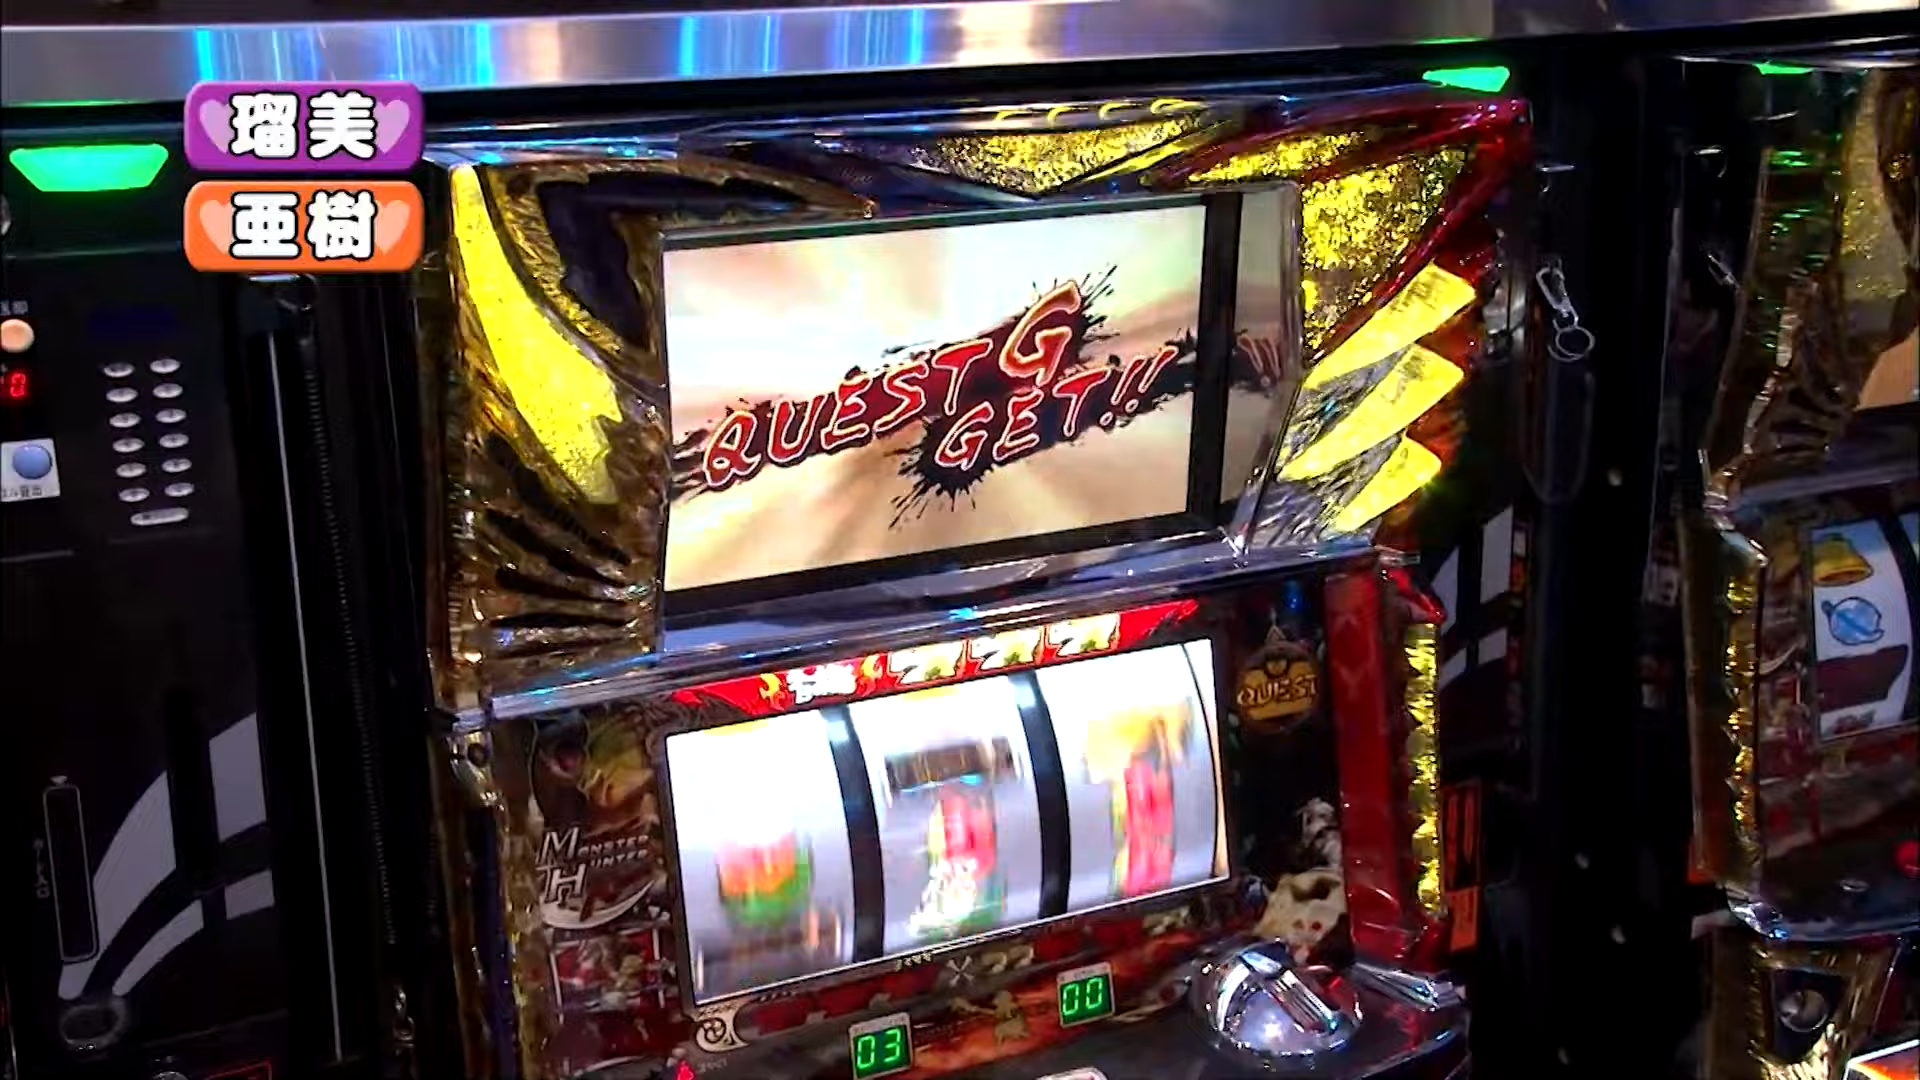 瑠美
亜樹
QUEST G
GET!!
QUEST
MONSTER
HUNTER
03
00